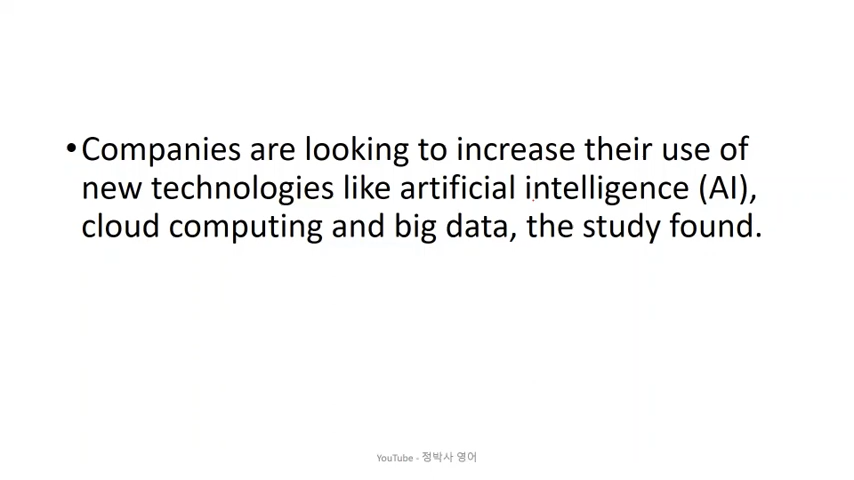 •Companies are looking to increase their use of
new technologies like artificial intelligence (AI),
cloud computing and big data, the study found.
YouTube - 정박사 영어